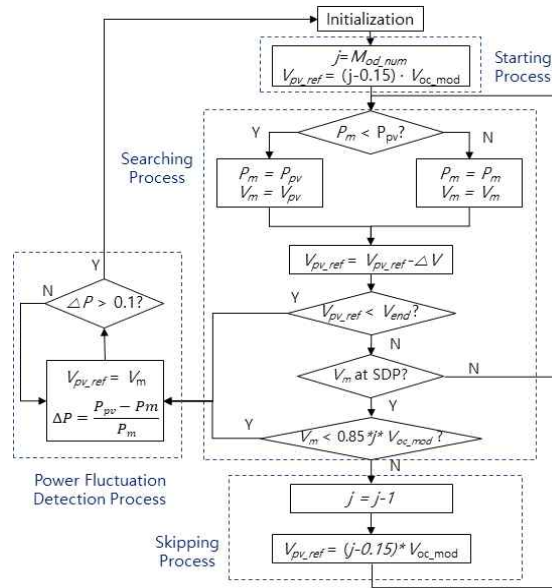 Initialization
j=M_od_num
V_pv_ref = (j-0.15) · V_oc_mod
Starting
Process
P_m < P_pv?
Y
N
Searching
Process
P_m = P_pv
V_m = V_pv
P_m = P_m
V_m = V_m
V_pv_ref = V_pv_ref-△V
Y
V_pv_ref < V_end?
N
Y
N
△P > 0.1?
V_m at SDP?
N
Y
V_pv_ref = V_m
ΔP = (P_pv − Pm)/P_m
Y
V_m < 0.85*j* V_oc_mod ?
N
Power Fluctuation
Detection Process
j = j-1
Skipping
Process
V_pv_ref = (j-0.15)* V_oc_mod